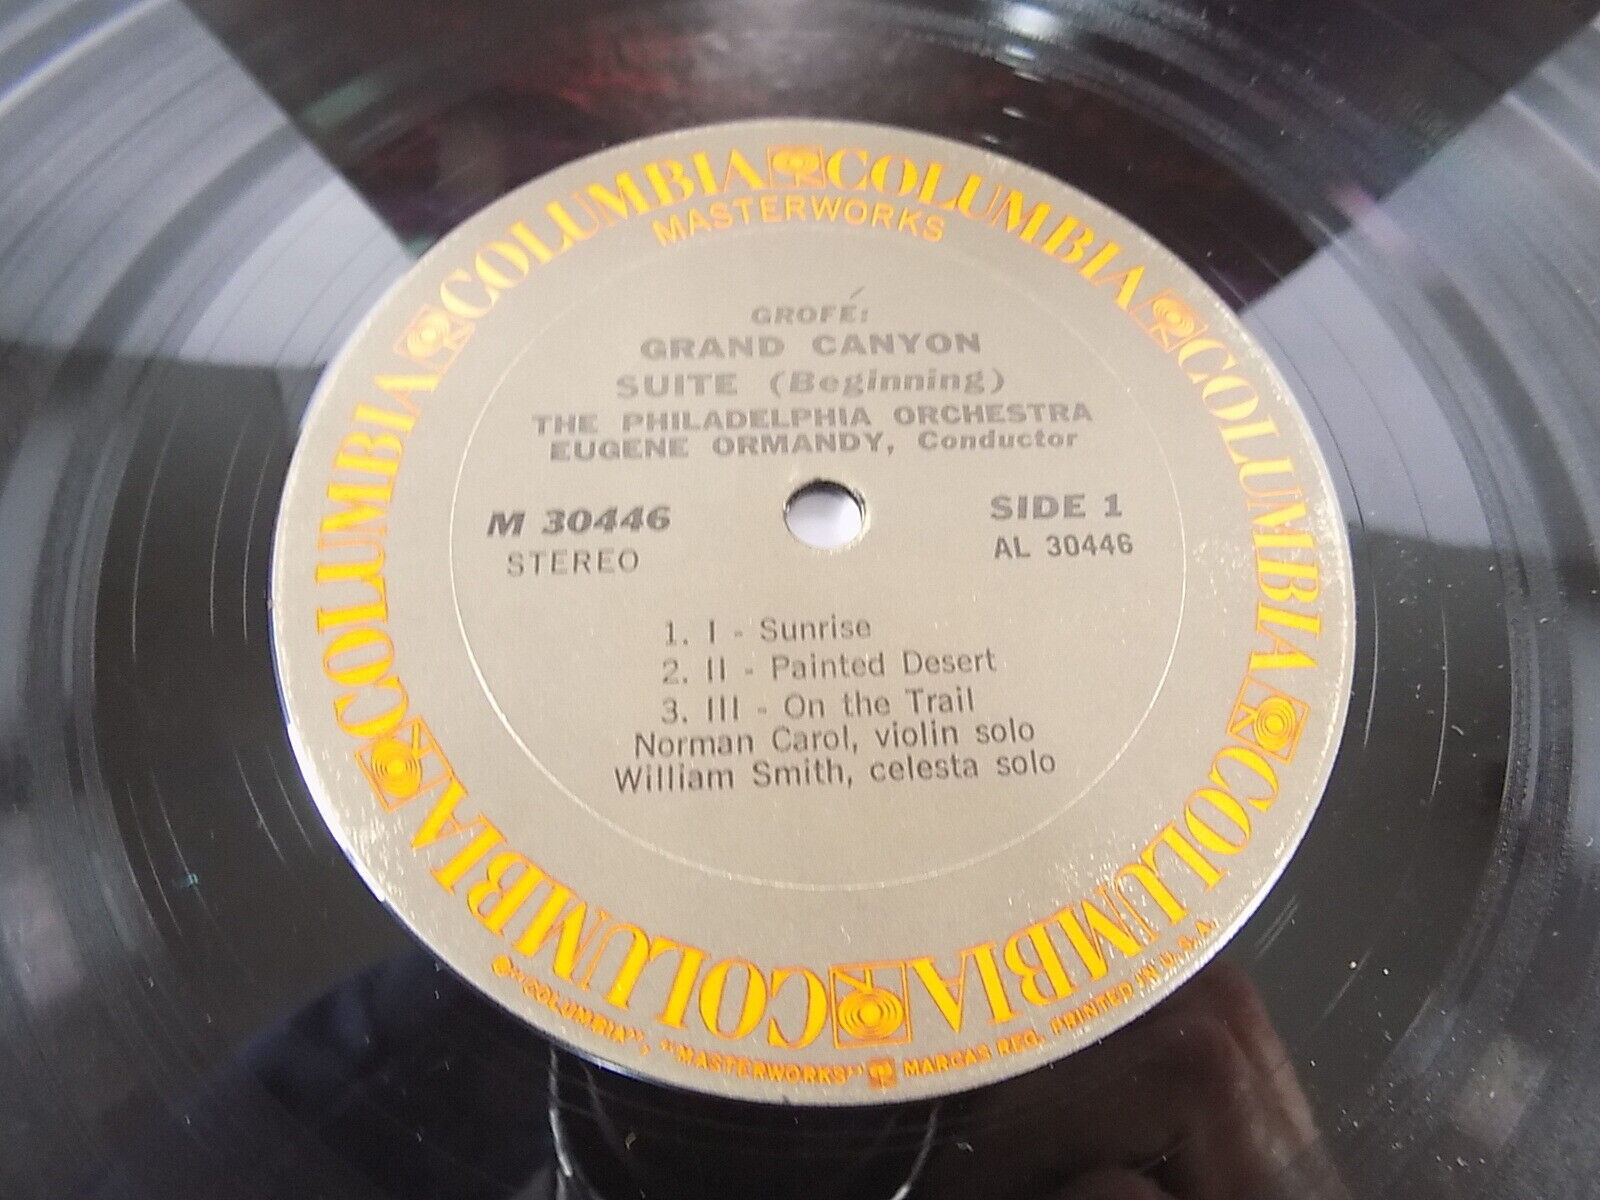 COLUMBIA COLUMBIA COLUMBIA COLUMBIA COLUMBIA COLUMBIA
MASTERWORKS
GROFÉ:
GRAND CANYON
SUITE (Beginning)
THE PHILADELPHIA ORCHESTRA
EUGENE ORMANDY, Conductor
M 30446
STEREO
SIDE 1
AL 30446
1. I - Sunrise
2. II - Painted Desert
3. III - On the Trail
Norman Carol, violin solo
William Smith, celesta solo
"COLUMBIA", "MASTERWORKS" MARCAS REG. PRINTED IN U.S.A.